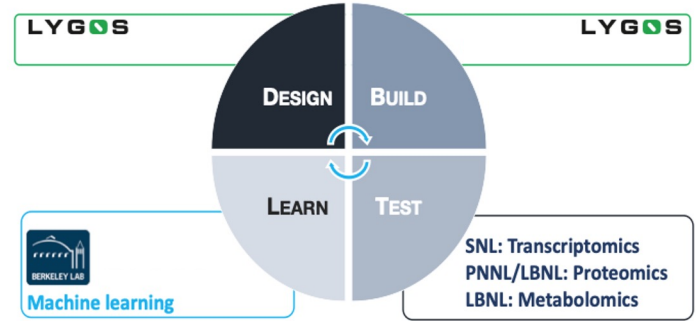 LYGOS
LYGOS
DESIGN
BUILD
LEARN
TEST
BERKELEY LAB
Machine learning
SNL: Transcriptomics
PNNL/LBNL: Proteomics
LBNL: Metabolomics